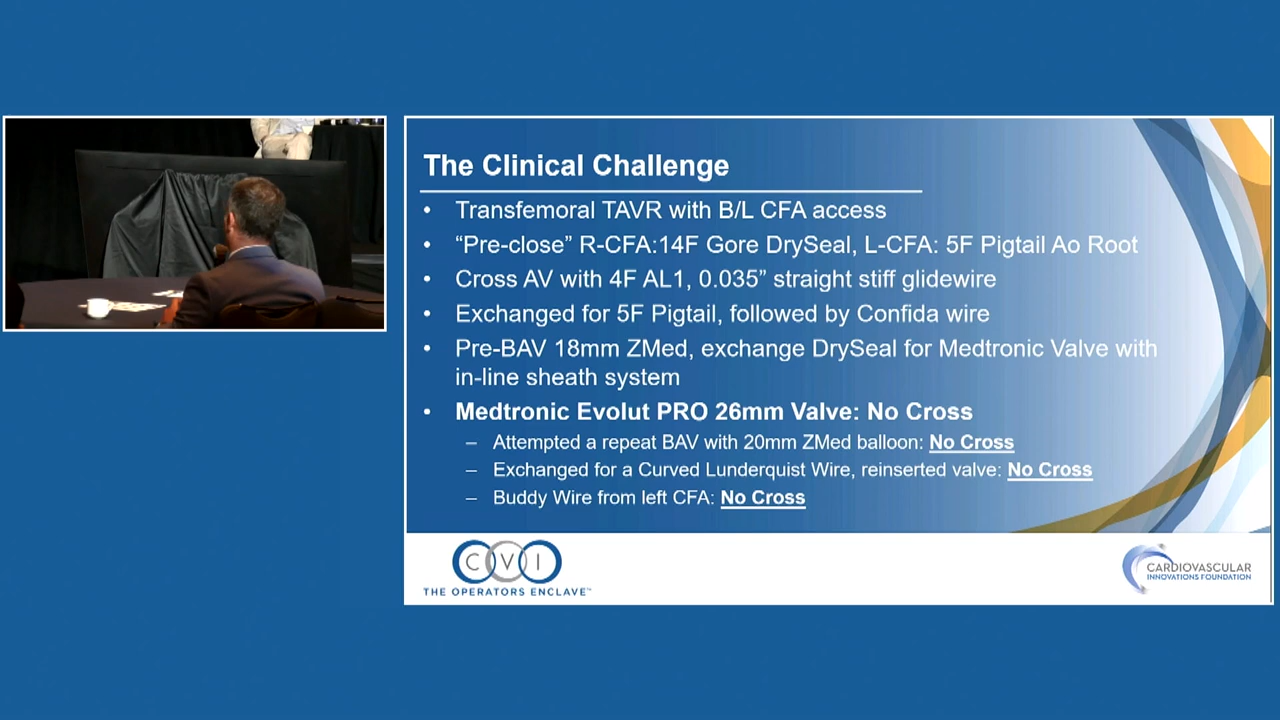 The Clinical Challenge
• Transfemoral TAVR with B/L CFA access
• “Pre-close” R-CFA:14F Gore DrySeal, L-CFA: 5F Pigtail Ao Root
• Cross AV with 4F AL1, 0.035” straight stiff glidewire
• Exchanged for 5F Pigtail, followed by Confida wire
• Pre-BAV 18mm ZMed, exchange DrySeal for Medtronic Valve with
in-line sheath system
• Medtronic Evolut PRO 26mm Valve: No Cross
– Attempted a repeat BAV with 20mm ZMed balloon: No Cross
– Exchanged for a Curved Lunderquist Wire, reinserted valve: No Cross
– Buddy Wire from left CFA: No Cross
CVI
THE OPERATORS ENCLAVE™
CARDIOVASCULAR
INNOVATIONS FOUNDATION